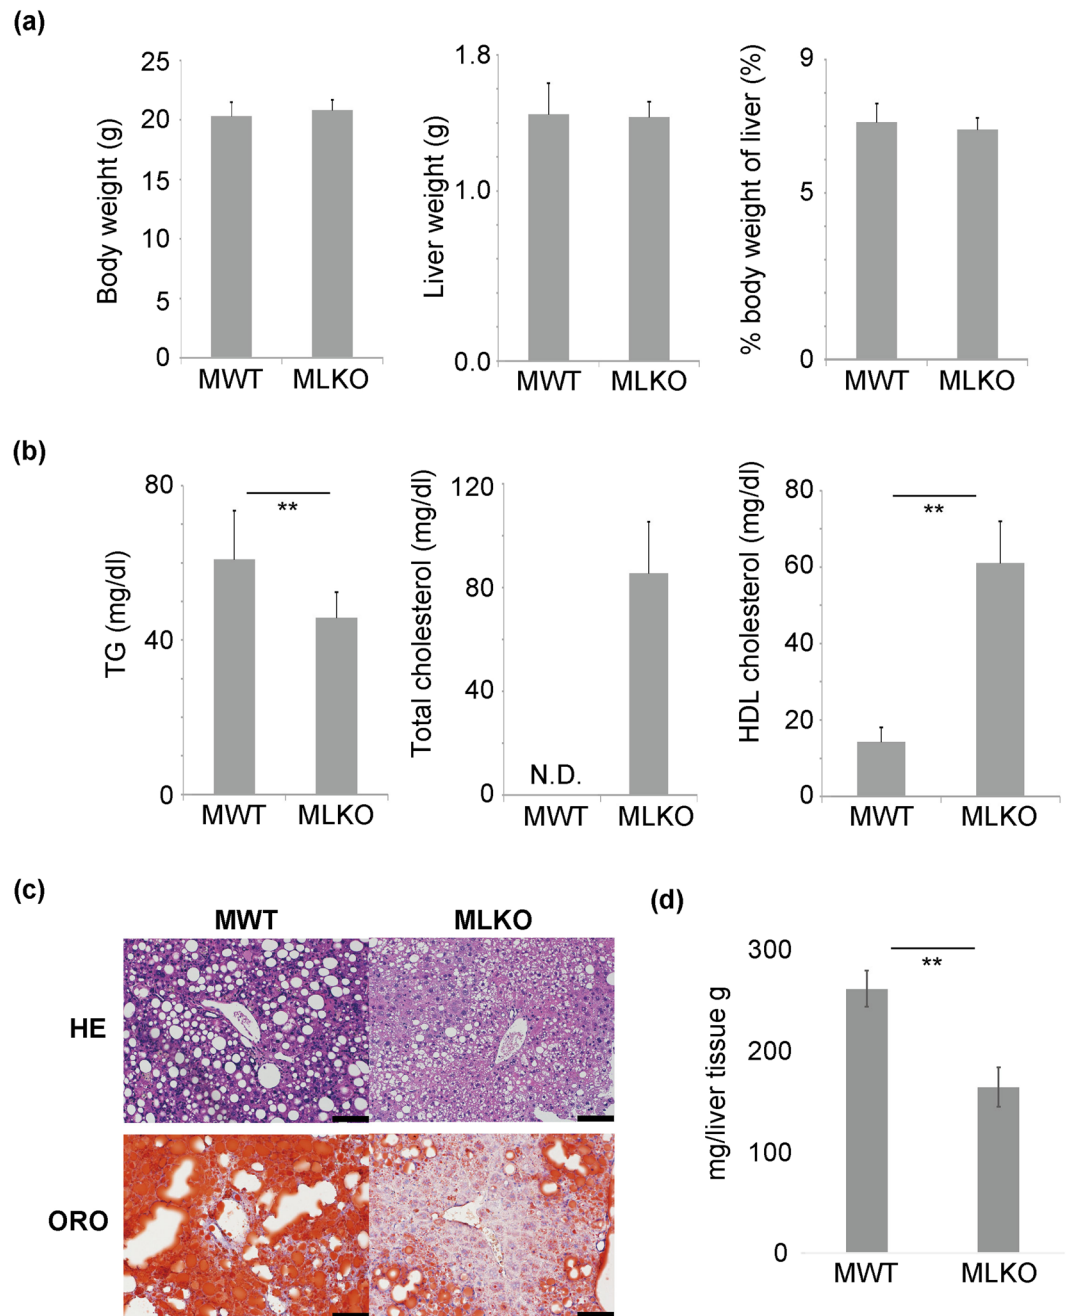 (a)
Body weight (g)
25
20
15
10
5
0
MWT MLKO
Liver weight (g)
1.8
1.0
0.0
MWT MLKO
% body weight of liver (%)
9
5
0
MWT MLKO
(b)
TG (mg/dl)
80
40
0
**
MWT MLKO
Total cholesterol (mg/dl)
120
80
40
0
N.D.
MWT MLKO
HDL cholesterol (mg/dl)
80
60
40
20
0
**
MWT MLKO
(c)
MWT MLKO
HE
ORO
(d)
mg/liver tissue g
300
200
100
0
**
MWT MLKO